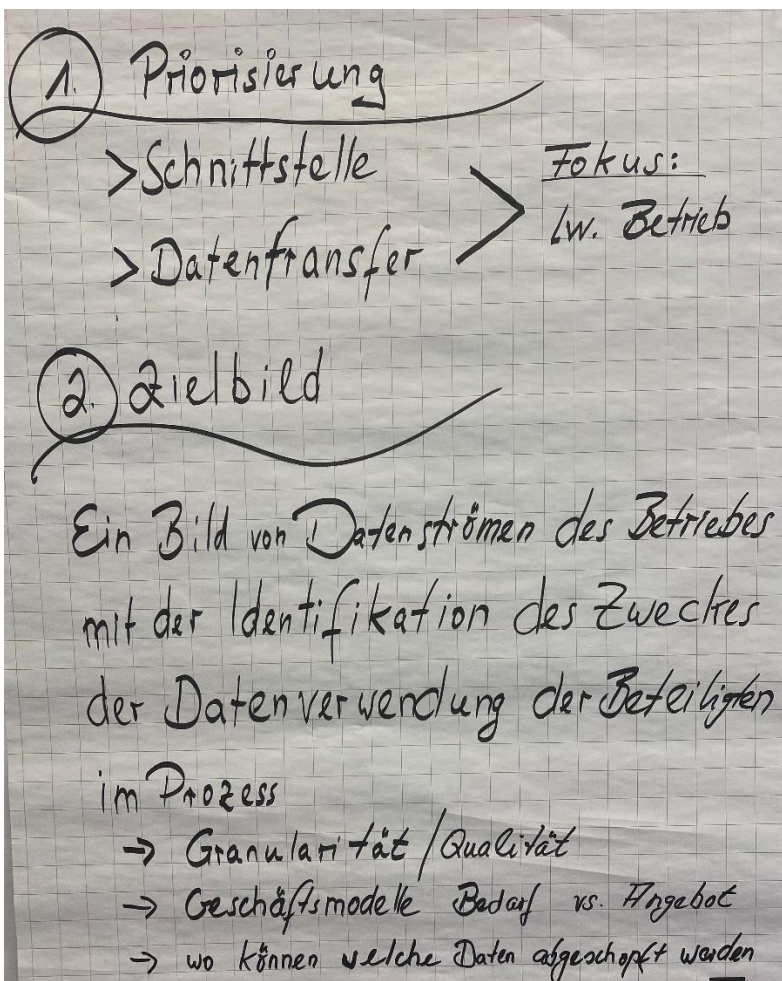 1. Priorisierung
> Schnittstelle
> Datentransfer
Fokus:
lw. Betrieb
2. Zielbild
Ein Bild von Datenströmen des Betriebes
mit der Identifikation des Zweckes
der Datenverwendung der Beteiligten
im Prozess
→ Granularität / Qualität
→ Geschäftsmodelle Bedarf vs. Angebot
→ wo können welche Daten abgeschöpft werden